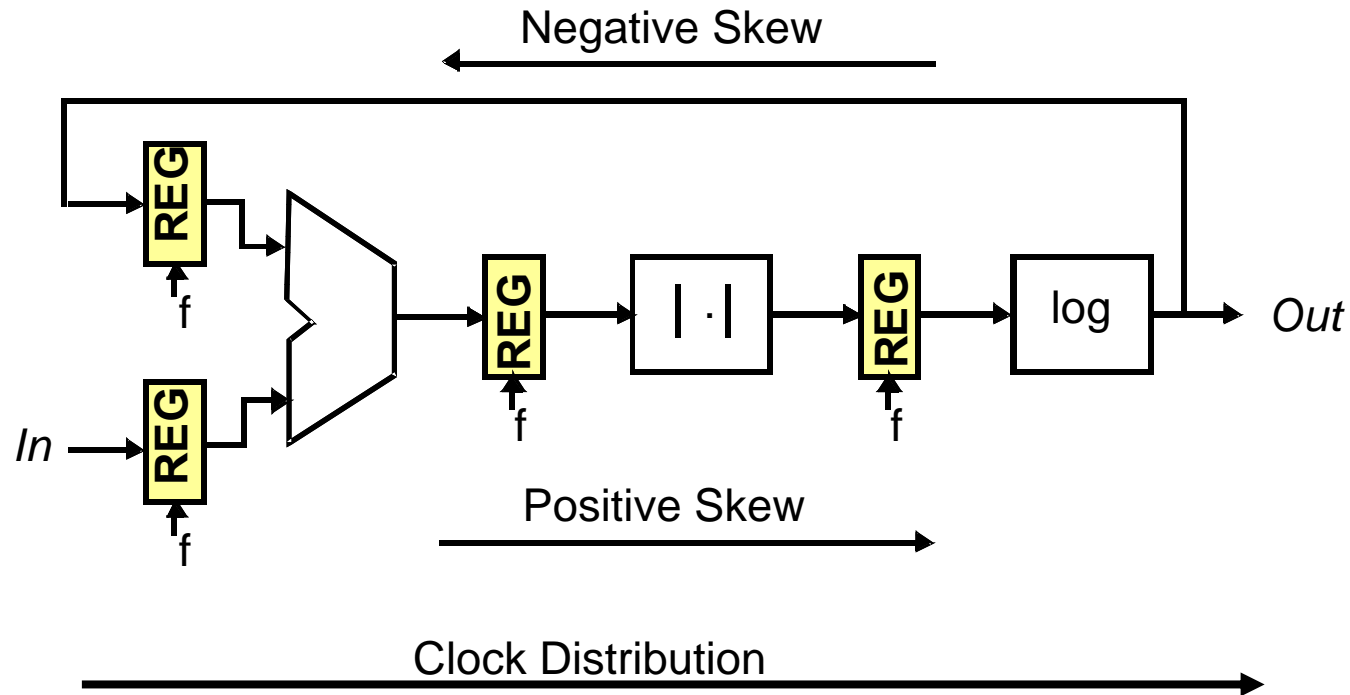 Negative Skew
REG
f
REG
f
In
REG
f
| · |
REG
f
log
Out
Positive Skew
Clock Distribution